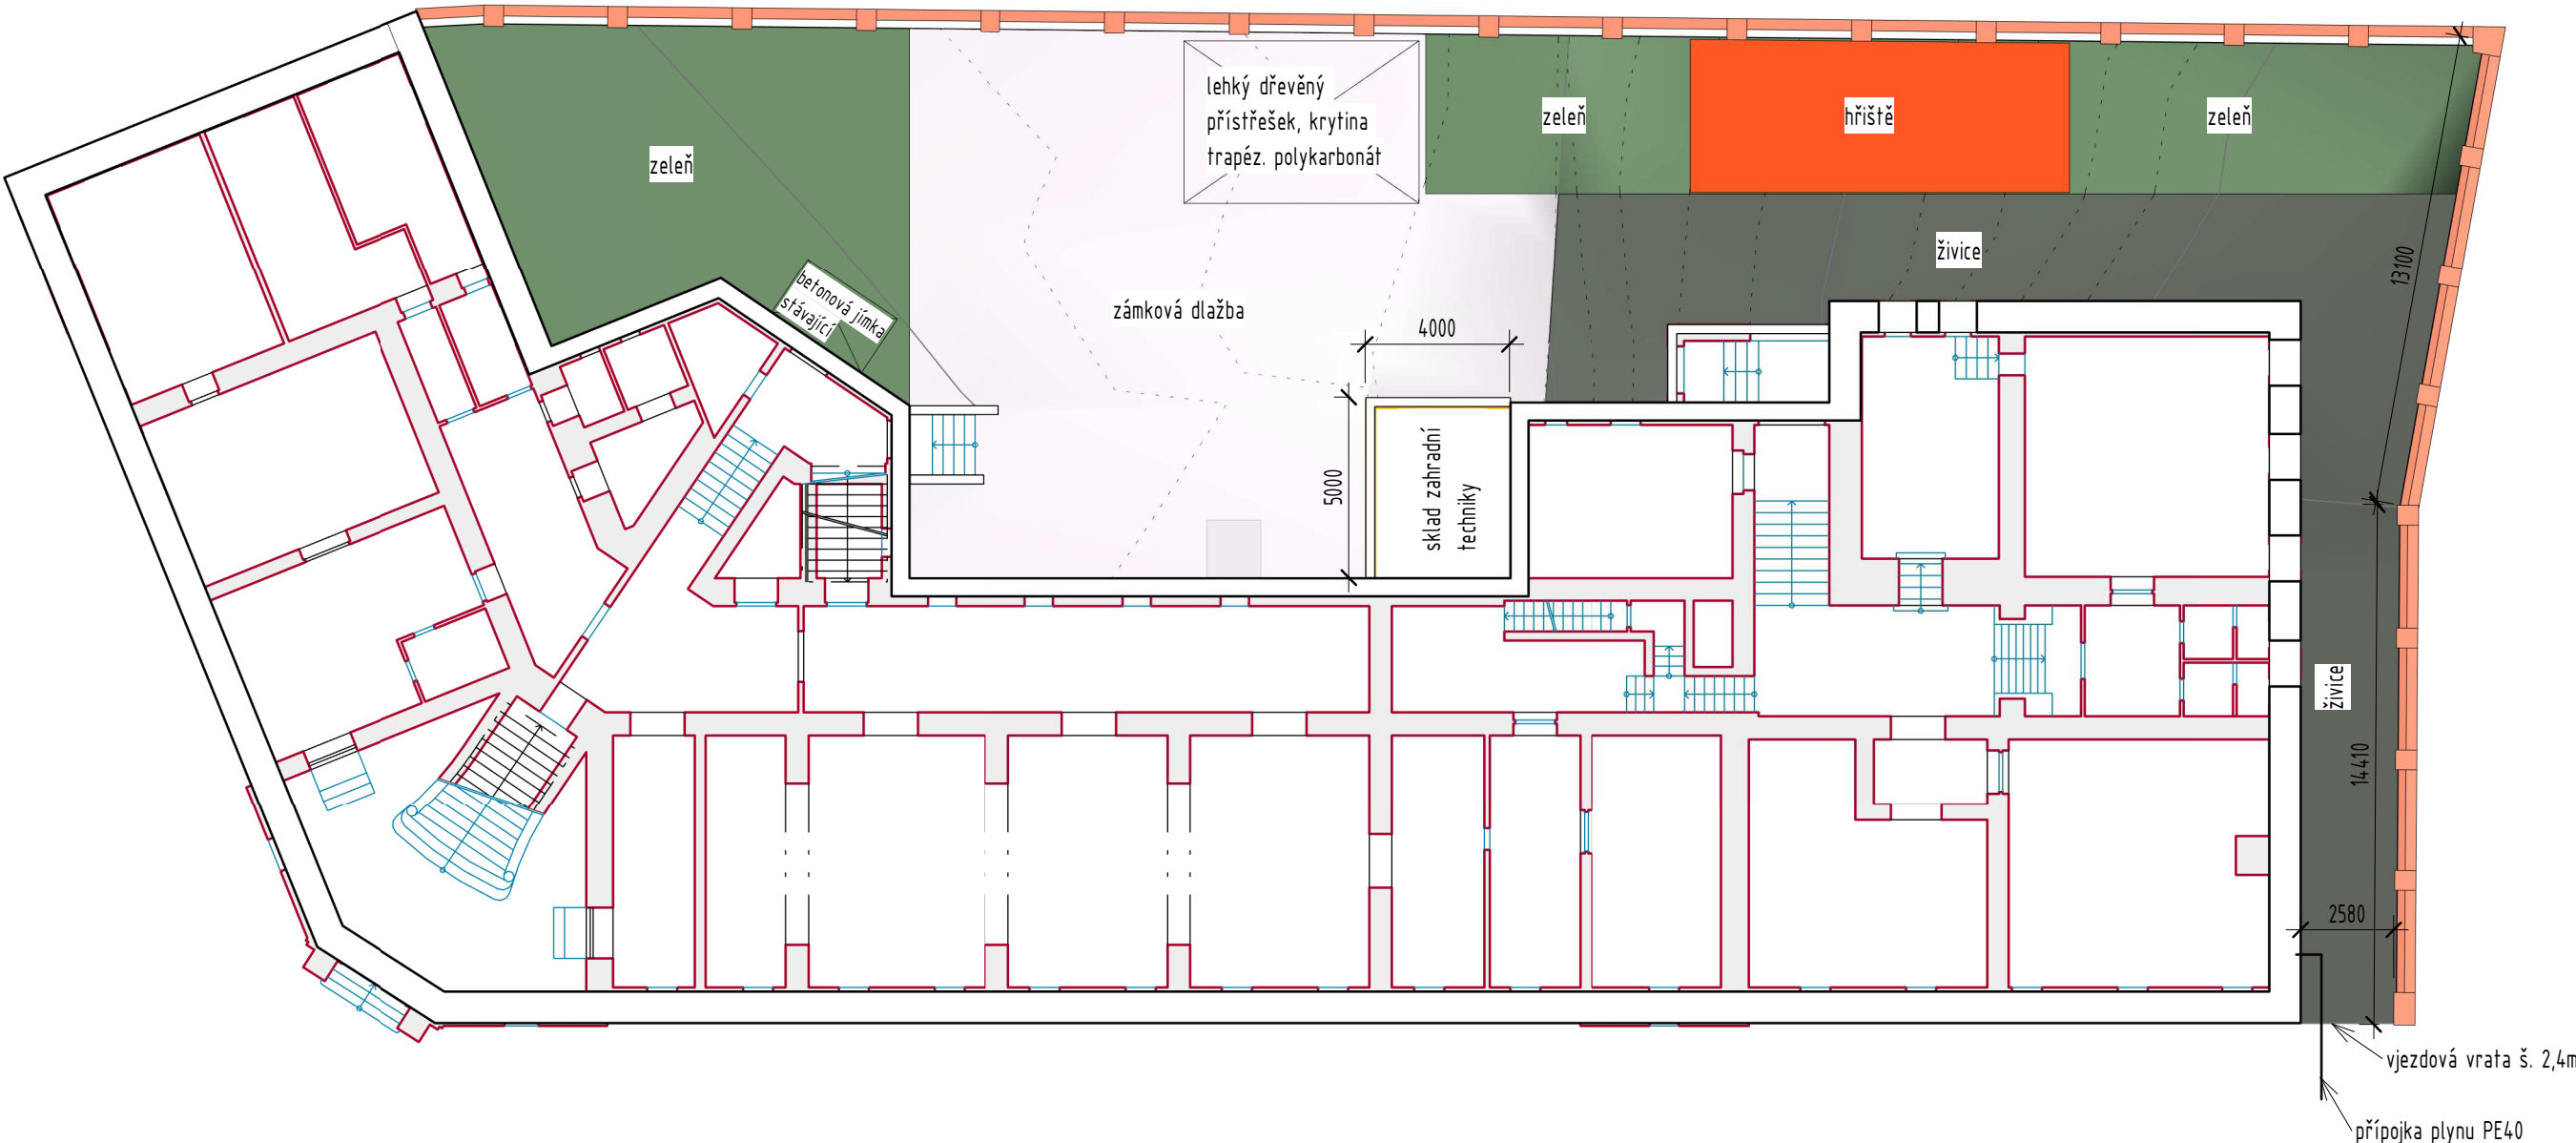 lehký dřevěný
přístřešek, krytina
trapéz. polykarbonát
zeleň
hřiště
zeleň
zeleň
živice
13100
betonová jímka
stávající
zámková dlažba
4000
5000
sklad zahradní
techniky
živice
14410
2580
vjezdová vrata š. 2,4m
přípojka plynu PE40